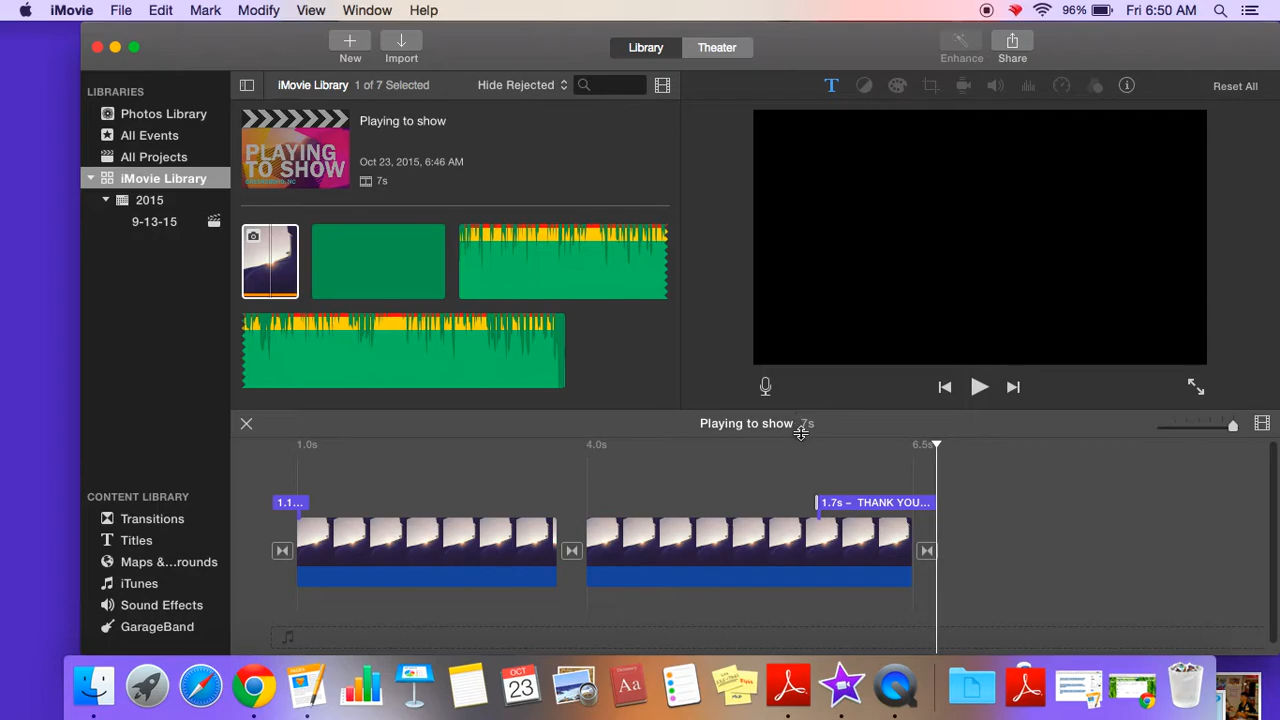 iMovie File Edit Mark Modify View Window Help 96% Fri 6:50 AM
New Import Library Theater Enhance Share
LIBRARIES
Photos Library
All Events
All Projects
iMovie Library
2015
9-13-15
iMovie Library 1 of 7 Selected Hide Rejected
T Reset All
PLAYING
TO SHOW
GREENSBORO, NC
Playing to show
Oct 23, 2015, 6:46 AM
7s
Playing to show 7s
1.0s 4.0s 6.5s
1.1... 1.7s – THANK YOU...
CONTENT LIBRARY
Transitions
T Titles
Maps &...rounds
iTunes
Sound Effects
GarageBand
OCT
23
Aa